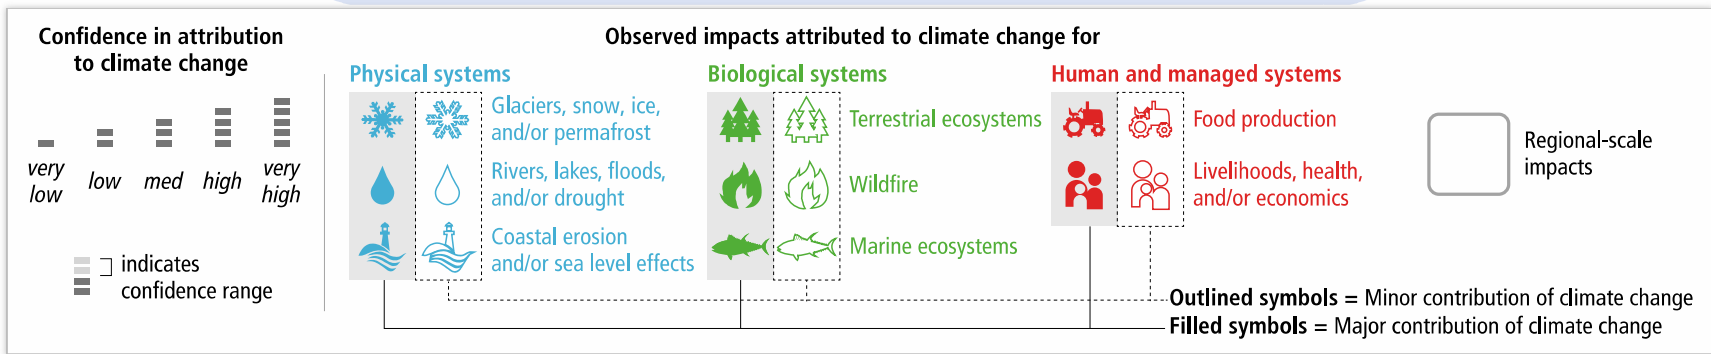 Confidence in attribution
to climate change
very
low
low
med
high
very
high
indicates
confidence range
Observed impacts attributed to climate change for
Physical systems
Glaciers, snow, ice,
and/or permafrost
Rivers, lakes, floods,
and/or drought
Coastal erosion
and/or sea level effects
Biological systems
Terrestrial ecosystems
Wildfire
Marine ecosystems
Human and managed systems
Food production
Livelihoods, health,
and/or economics
Regional-scale
impacts
Outlined symbols = Minor contribution of climate change
Filled symbols = Major contribution of climate change